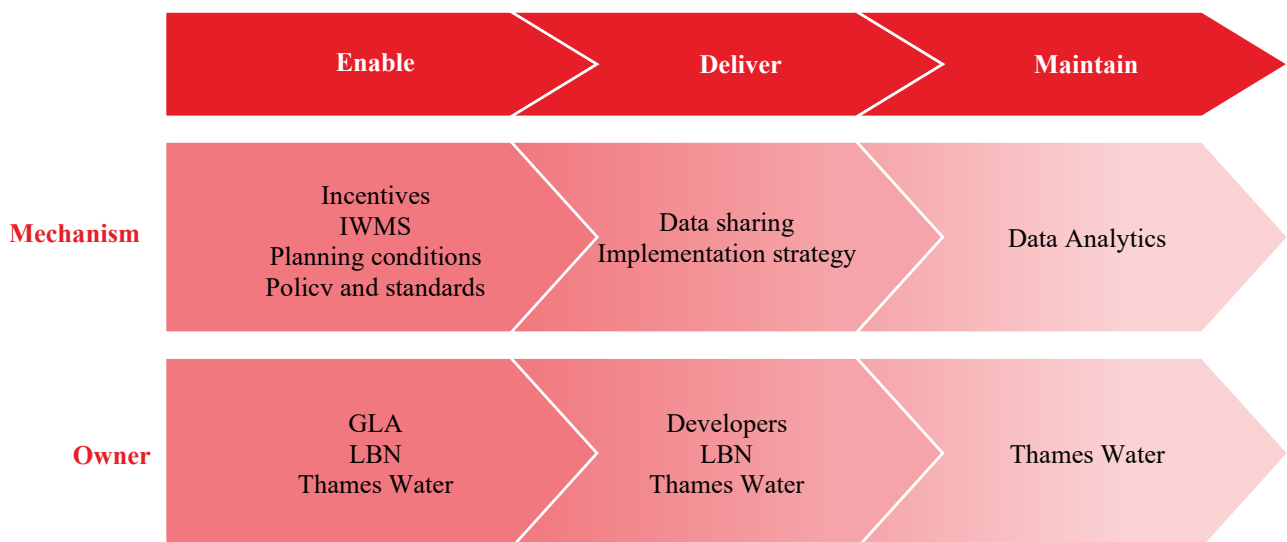 Enable
Deliver
Maintain
Mechanism
Incentives
IWMS
Planning conditions
Policy and standards
Data sharing
Implementation strategy
Data Analytics
Owner
GLA
LBN
Thames Water
Developers
LBN
Thames Water
Thames Water